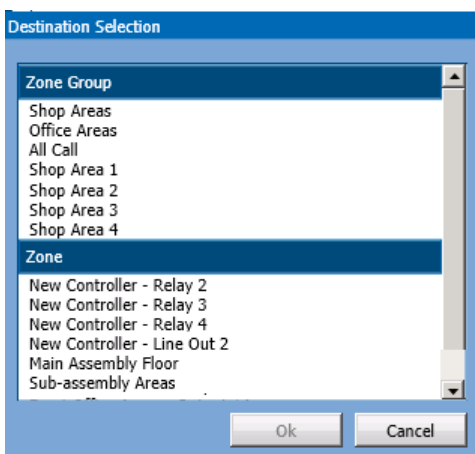 Destination Selection
Zone Group
Shop Areas
Office Areas
All Call
Shop Area 1
Shop Area 2
Shop Area 3
Shop Area 4
Zone
New Controller - Relay 2
New Controller - Relay 3
New Controller - Relay 4
New Controller - Line Out 2
Main Assembly Floor
Sub-assembly Areas
Ok
Cancel